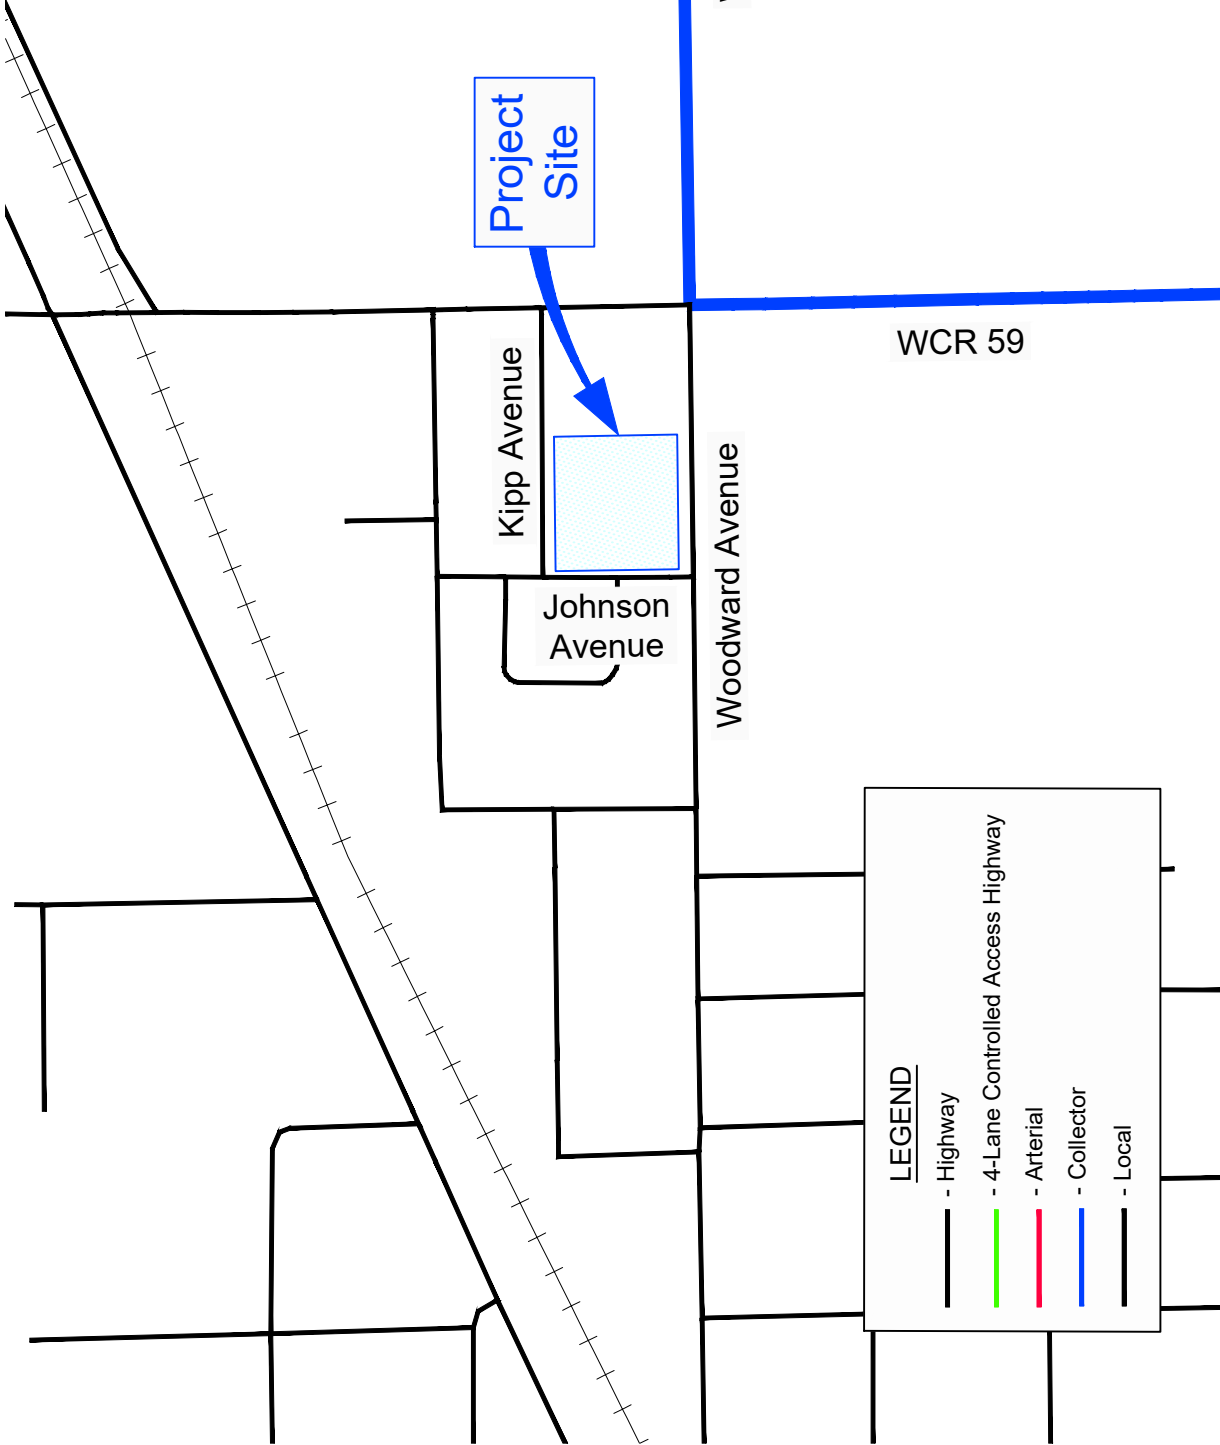 Project
Site
WCR 59
Kipp Avenue
Woodward Avenue
Johnson
Avenue
LEGEND
- Highway
- 4-Lane Controlled Access Highway
- Arterial
- Collector
- Local